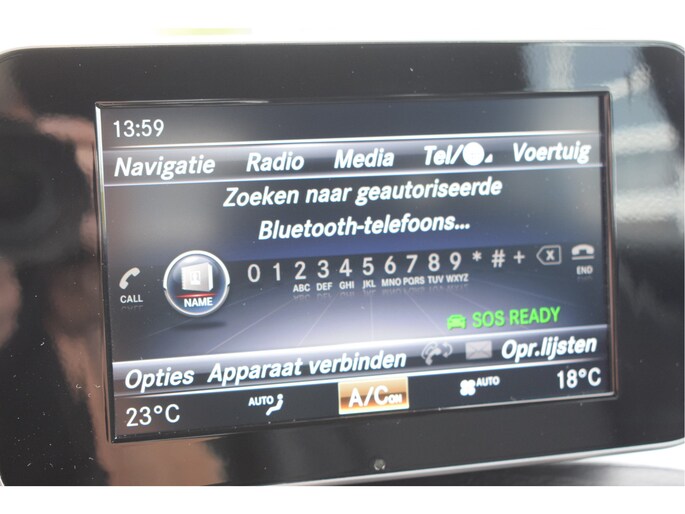 13:59
Navigatie Radio Media Tel/ Voertuig
Zoeken naar geautoriseerde
Bluetooth-telefoons...
CALL NAME 0 1 2 3 4 5 6 7 8 9 * # + X END
ABC DEF GHI JKL MNO PQRS TUV WXYZ
SOS READY
Opties Apparaat verbinden Opr.lijsten
23°C AUTO A/C ON AUTO 18°C